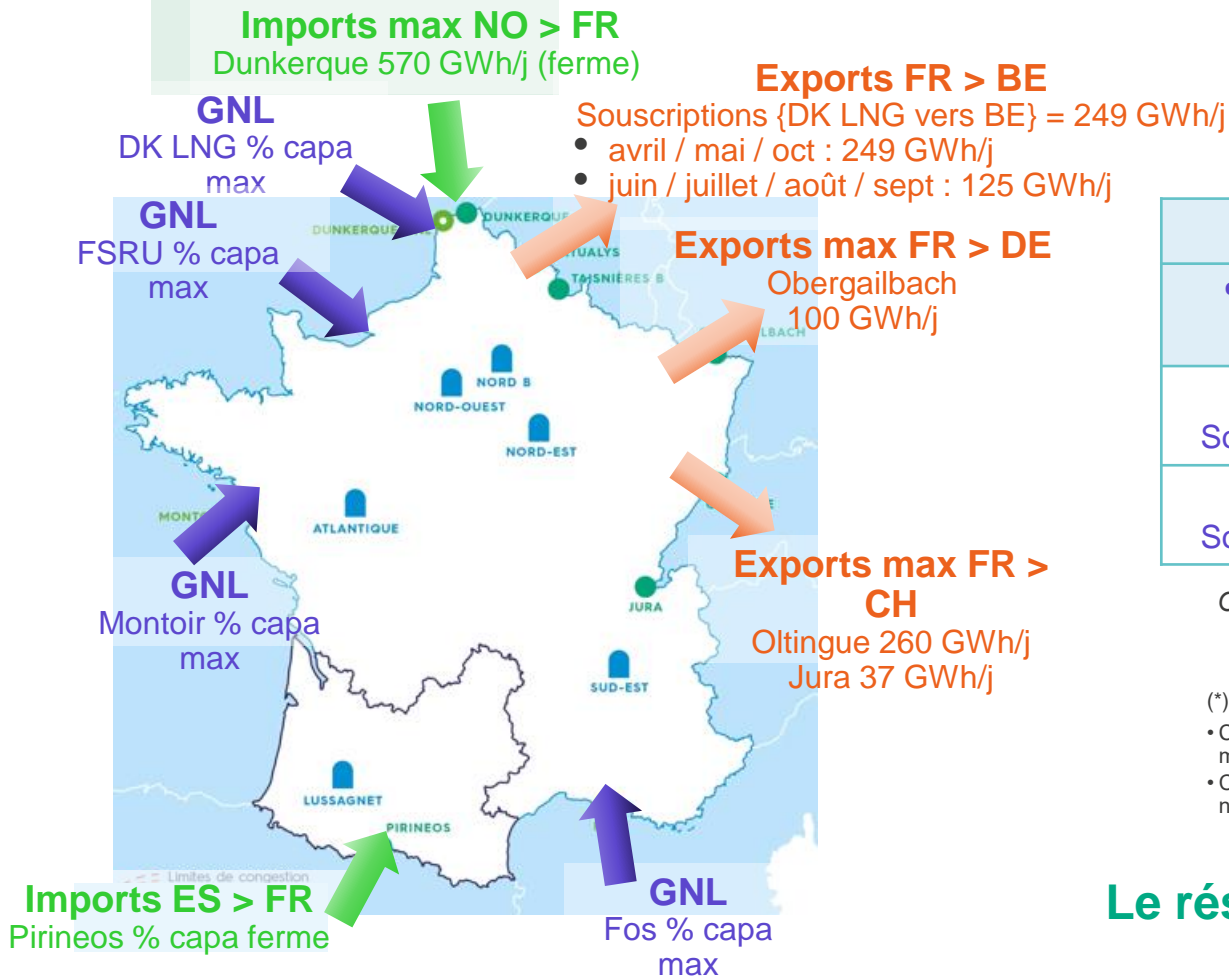 Imports max NO > FR
Dunkerque 570 GWh/j (ferme)
Exports FR > BE
Souscriptions {DK LNG vers BE} = 249 GWh/j
• avril / mai / oct : 249 GWh/j
• juin / juillet / août / sept : 125 GWh/j
GNL
DK LNG % capa
max
GNL
FSRU % capa
max
DUNKERQUE
DUNKERQUE
TAISNIÈRES B
Exports max FR > DE
Obergailbach
100 GWh/j
NORD B
NORD-OUEST
NORD-EST
ATLANTIQUE
GNL
Montoir % capa
max
Exports max FR >
CH
Oltingue 260 GWh/j
Jura 37 GWh/j
JURA
SUD-EST
LUSSAGNET
PIRINEOS
Limites de congestion
Imports ES > FR
Pirineos % capa ferme
GNL
Fos % capa
max
(*)
• C
• C
Le rés